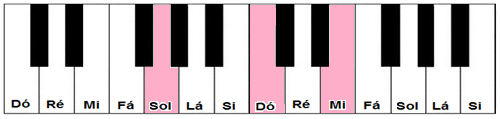 Dó Ré Mi Fá Sol Lá Si Dó Ré Mi Fá Sol Lá Si